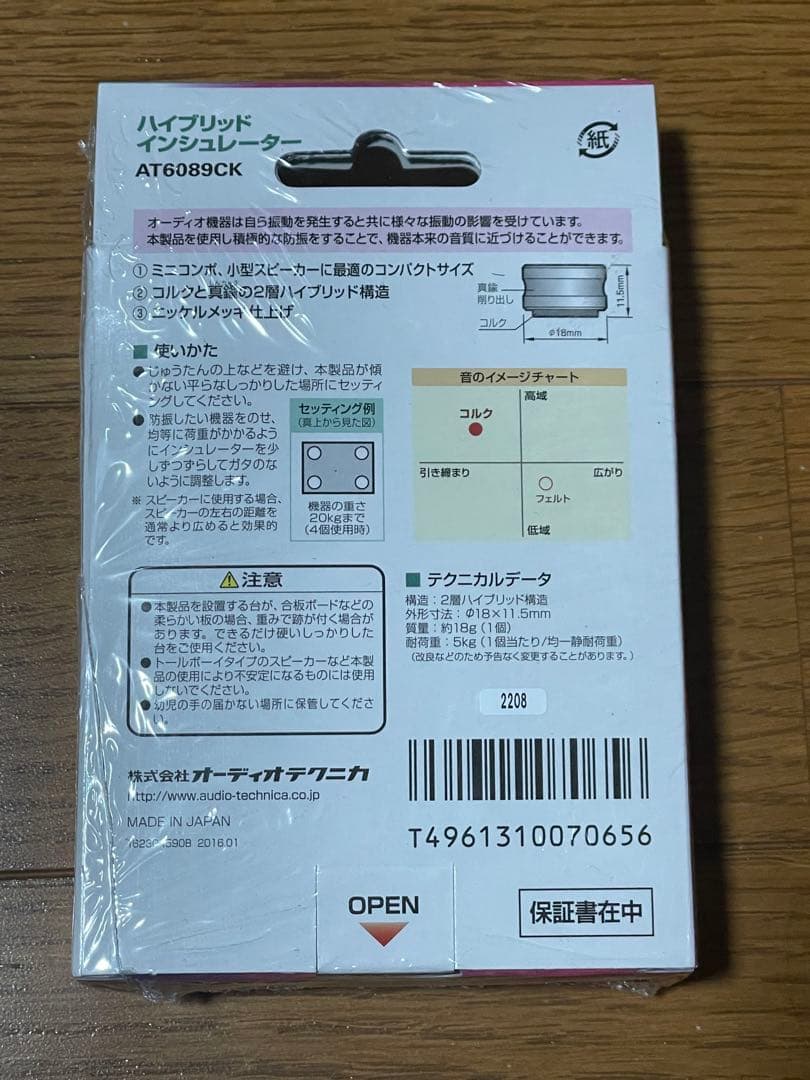 ハイブリッド
インシュレーター
AT6089CK
紙
オーディオ機器は自ら振動を発生すると共に様々な振動の影響を受けています。
本製品を使用し積極的な防振をすることで、機器本来の音質に近づけることができます。
① ミニコンポ、小型スピーカーに最適のコンパクトサイズ
② コルクと真鍮の2層ハイブリッド構造
③ ニッケルメッキ仕上げ
真鍮
削り出し
コルク
11.5mm
φ18mm
■ 使いかた
● じゅうたんの上などを避け、本製品が傾
かない平らなしっかりした場所にセッティ
ングしてください。
● 防振したい機器をのせ、
均等に荷重がかかるよう
にインシュレーターを少
しずつずらしてガタのな
いように調整します。
※ スピーカーに使用する場合、
スピーカーの左右の距離を
通常より広めると効果的
です。
セッティング例
(真上から見た図)
機器の重さ
20kgまで
(4個使用時)
音のイメージチャート
高域
コルク
引き締まり
広がり
フェルト
低域
注意
● 本製品を設置する台が、合板ボードなどの
柔らかい板の場合、重みで跡が付く場合が
あります。できるだけ硬いしっかりした
台をご使用ください。
● トールボーイタイプのスピーカーなど本製
品の使用により不安定になるものには使用
しないでください。
● 幼児の手の届かない場所に保管してくださ
い。
■ テクニカルデータ
構造：2層ハイブリッド構造
外形寸法：φ18×11.5mm
質量：約18g（1個）
耐荷重：5kg（1個当たり/均一静耐荷重）
（改良などのため予告なく変更することがあります。）
2208
株式会社オーディオテクニカ
http://www.audio-technica.co.jp
MADE IN JAPAN
2016.01
T4961310070656
OPEN
保証書在中